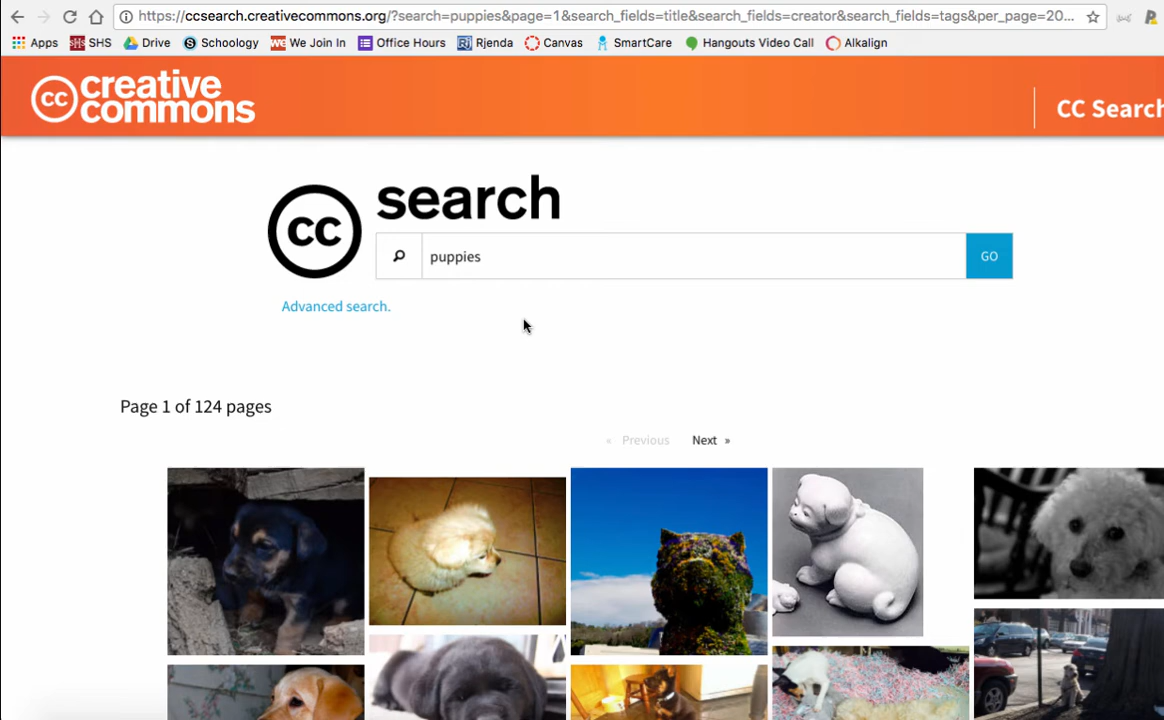 https://ccsearch.creativecommons.org/?search=puppies&page=1&search_fields=title&search_fields=creator&search_fields=tags&per_page=20...
Apps SHS Drive Schoology We Join In Office Hours Rjenda Canvas SmartCare Hangouts Video Call Alkalign
cc creative
commons
CC Search
cc search
puppies GO
Advanced search.
Page 1 of 124 pages
« Previous Next »